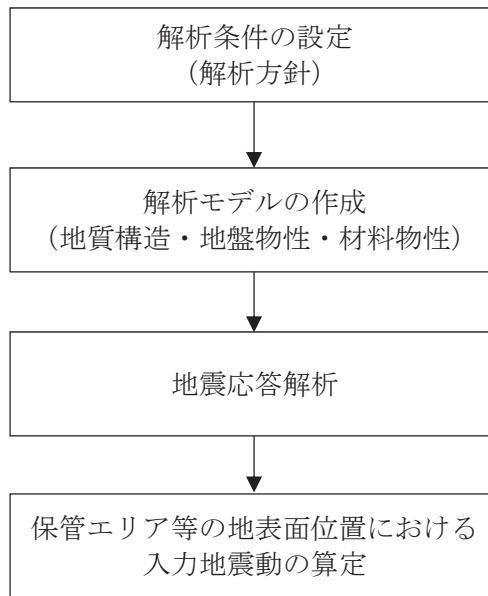 解析条件の設定
（解析方針）
解析モデルの作成
（地質構造・地盤物性・材料物性）
地震応答解析
保管エリア等の地表面位置における
入力地震動の算定